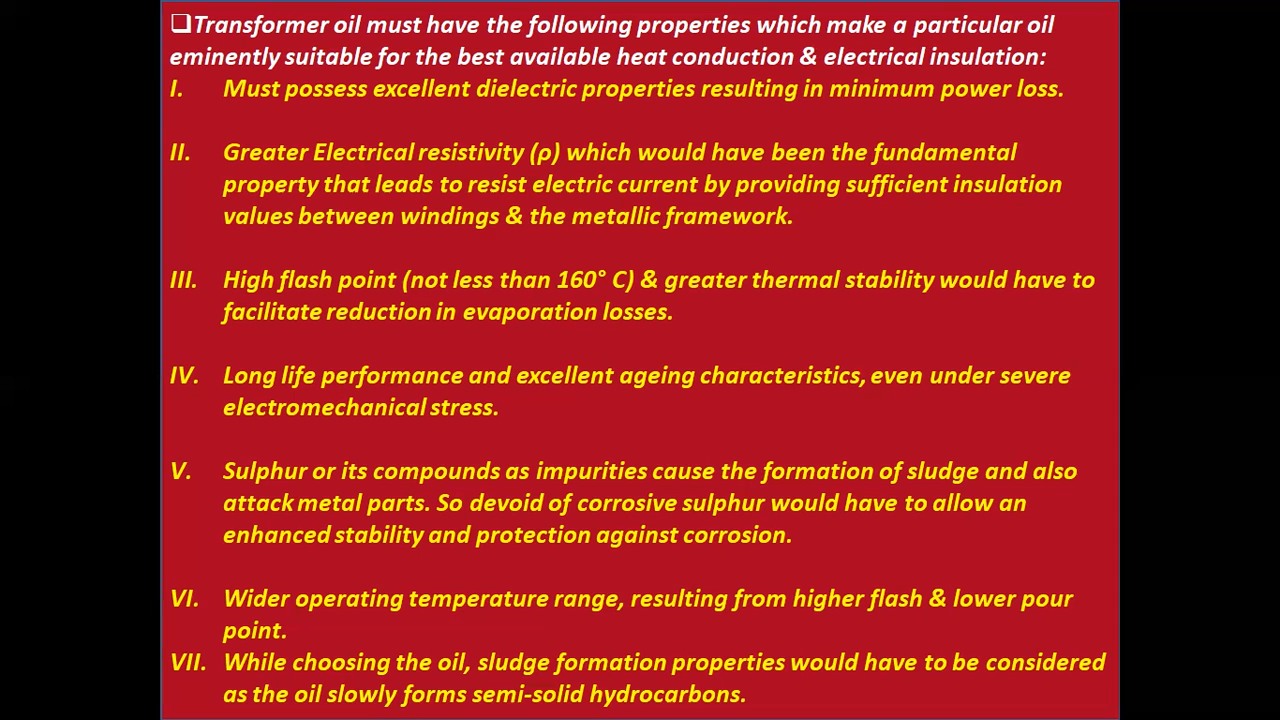 ❑Transformer oil must have the following properties which make a particular oil
eminently suitable for the best available heat conduction & electrical insulation:
I. Must possess excellent dielectric properties resulting in minimum power loss.
II. Greater Electrical resistivity (ρ) which would have been the fundamental
property that leads to resist electric current by providing sufficient insulation
values between windings & the metallic framework.
III. High flash point (not less than 160° C) & greater thermal stability would have to
facilitate reduction in evaporation losses.
IV. Long life performance and excellent ageing characteristics, even under severe
electromechanical stress.
V. Sulphur or its compounds as impurities cause the formation of sludge and also
attack metal parts. So devoid of corrosive sulphur would have to allow an
enhanced stability and protection against corrosion.
VI. Wider operating temperature range, resulting from higher flash & lower pour
point.
VII. While choosing the oil, sludge formation properties would have to be considered
as the oil slowly forms semi-solid hydrocarbons.